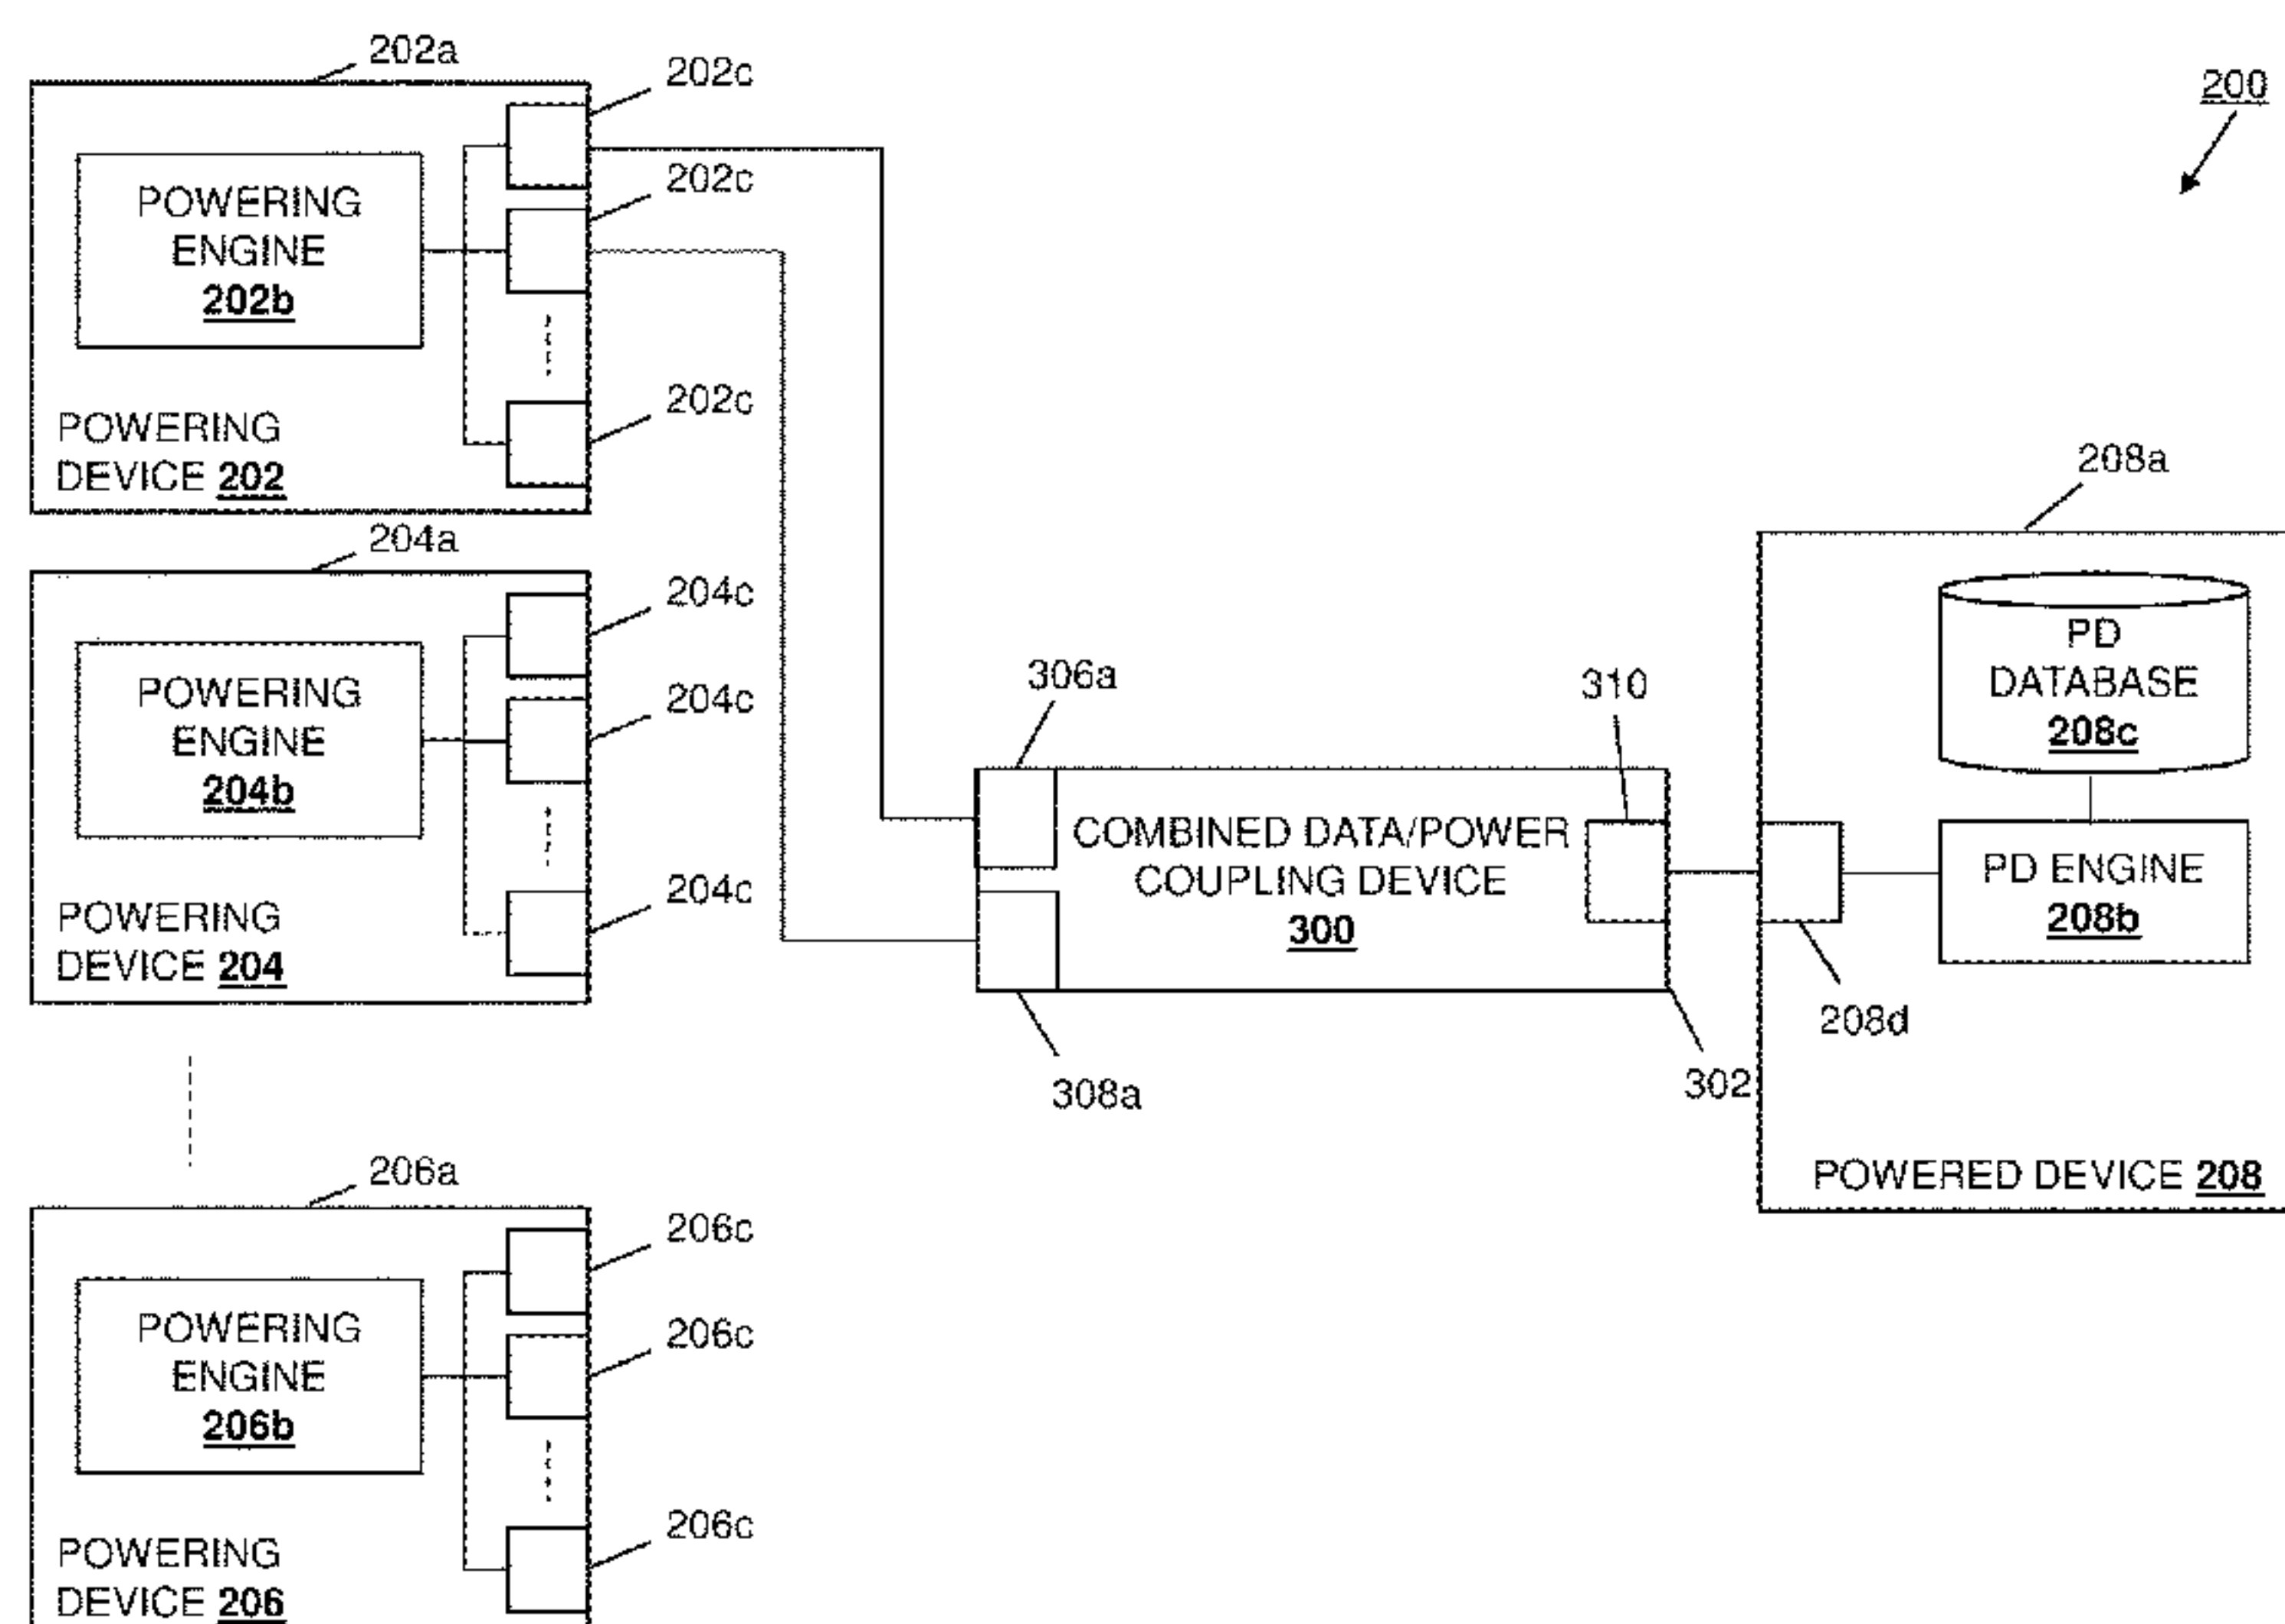 202a
202c
200
202c
POWERING
ENGINE
202b
202c
POWERING
DEVICE 202
208a
204a
204c
PD
DATABASE
208c
POWERING
ENGINE
204b
204c
306a
310
COMBINED DATA/POWER
COUPLING DEVICE
300
PD ENGINE
208b
204c
POWERING
DEVICE 204
208d
308a
302
206a
POWERED DEVICE 208
206c
POWERING
ENGINE
206b
206c
206c
POWERING
DEVICE 206